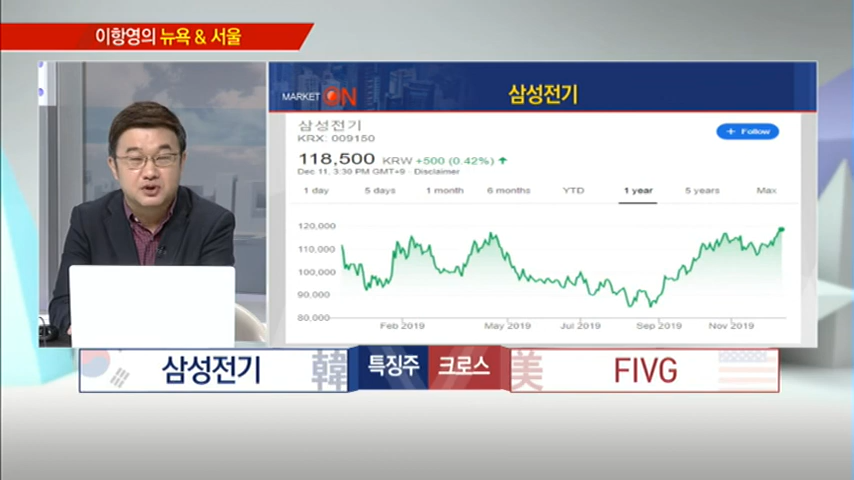 이항영의 뉴욕 & 서울
MARKET ON
삼성전기
삼성전기
KRX: 009150
+ Follow
118,500 KRW +500 (0.42%) ↑
Dec 11, 3:30 PM GMT+9 · Disclaimer
1 day 5 days 1 month 6 months YTD 1 year 5 years Max
120,000
110,000
100,000
90,000
80,000
Feb 2019 May 2019 Jul 2019 Sep 2019 Nov 2019
삼성전기 韓 특징주 크로스 美 FIVG